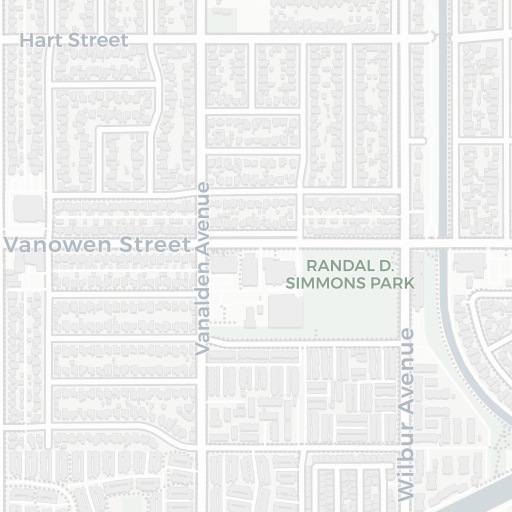 Hart Street
Vanowen Street
Vanalden Avenue
RANDAL D.
SIMMONS PARK
Wilbur Avenue